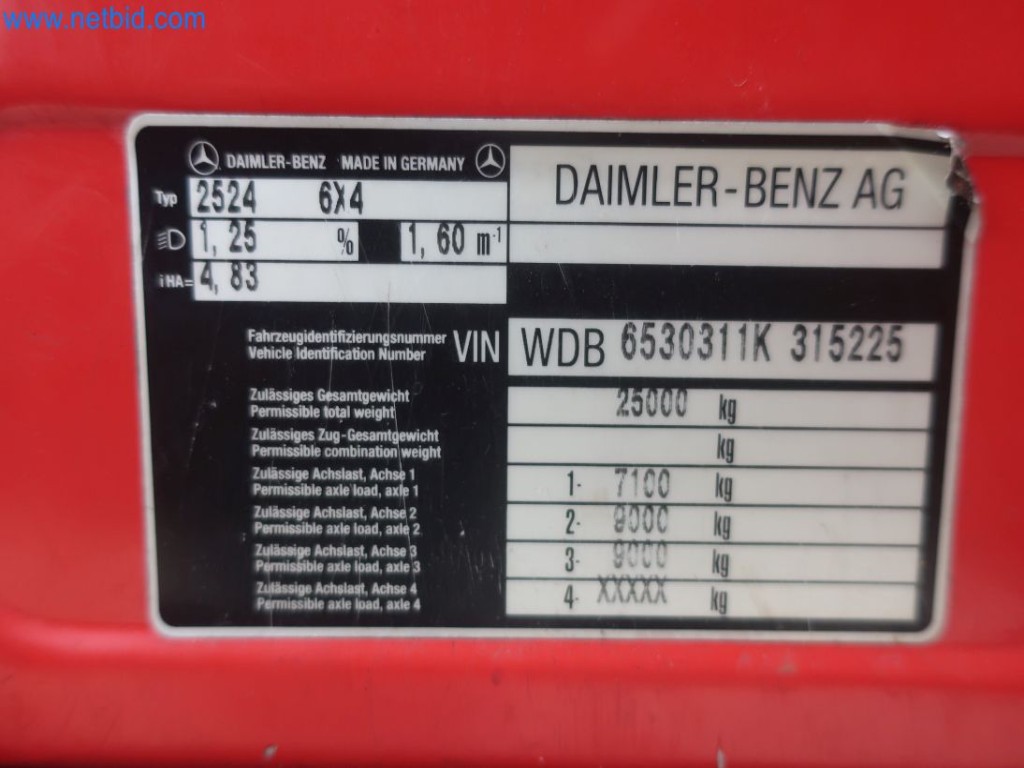 www.netbid.com
DAIMLER-BENZ MADE IN GERMANY
DAIMLER-BENZ AG
Typ 2524 6X4
1,25 % 1,60 m-1
iHA= 4,83
Fahrzeugidentifizierungsnummer
Vehicle Identification Number
VIN WDB 6530311K 315225
Zulässiges Gesamtgewicht
Permissible total weight
25000 kg
Zulässiges Zug-Gesamtgewicht
Permissible combination weight
kg
Zulässige Achslast, Achse 1
Permissible axle load, axle 1
1- 7100 kg
Zulässige Achslast, Achse 2
Permissible axle load, axle 2
2- 9000 kg
Zulässige Achslast, Achse 3
Permissible axle load, axle 3
3- 9000 kg
Zulässige Achslast, Achse 4
Permissible axle load, axle 4
4- XXXXX kg